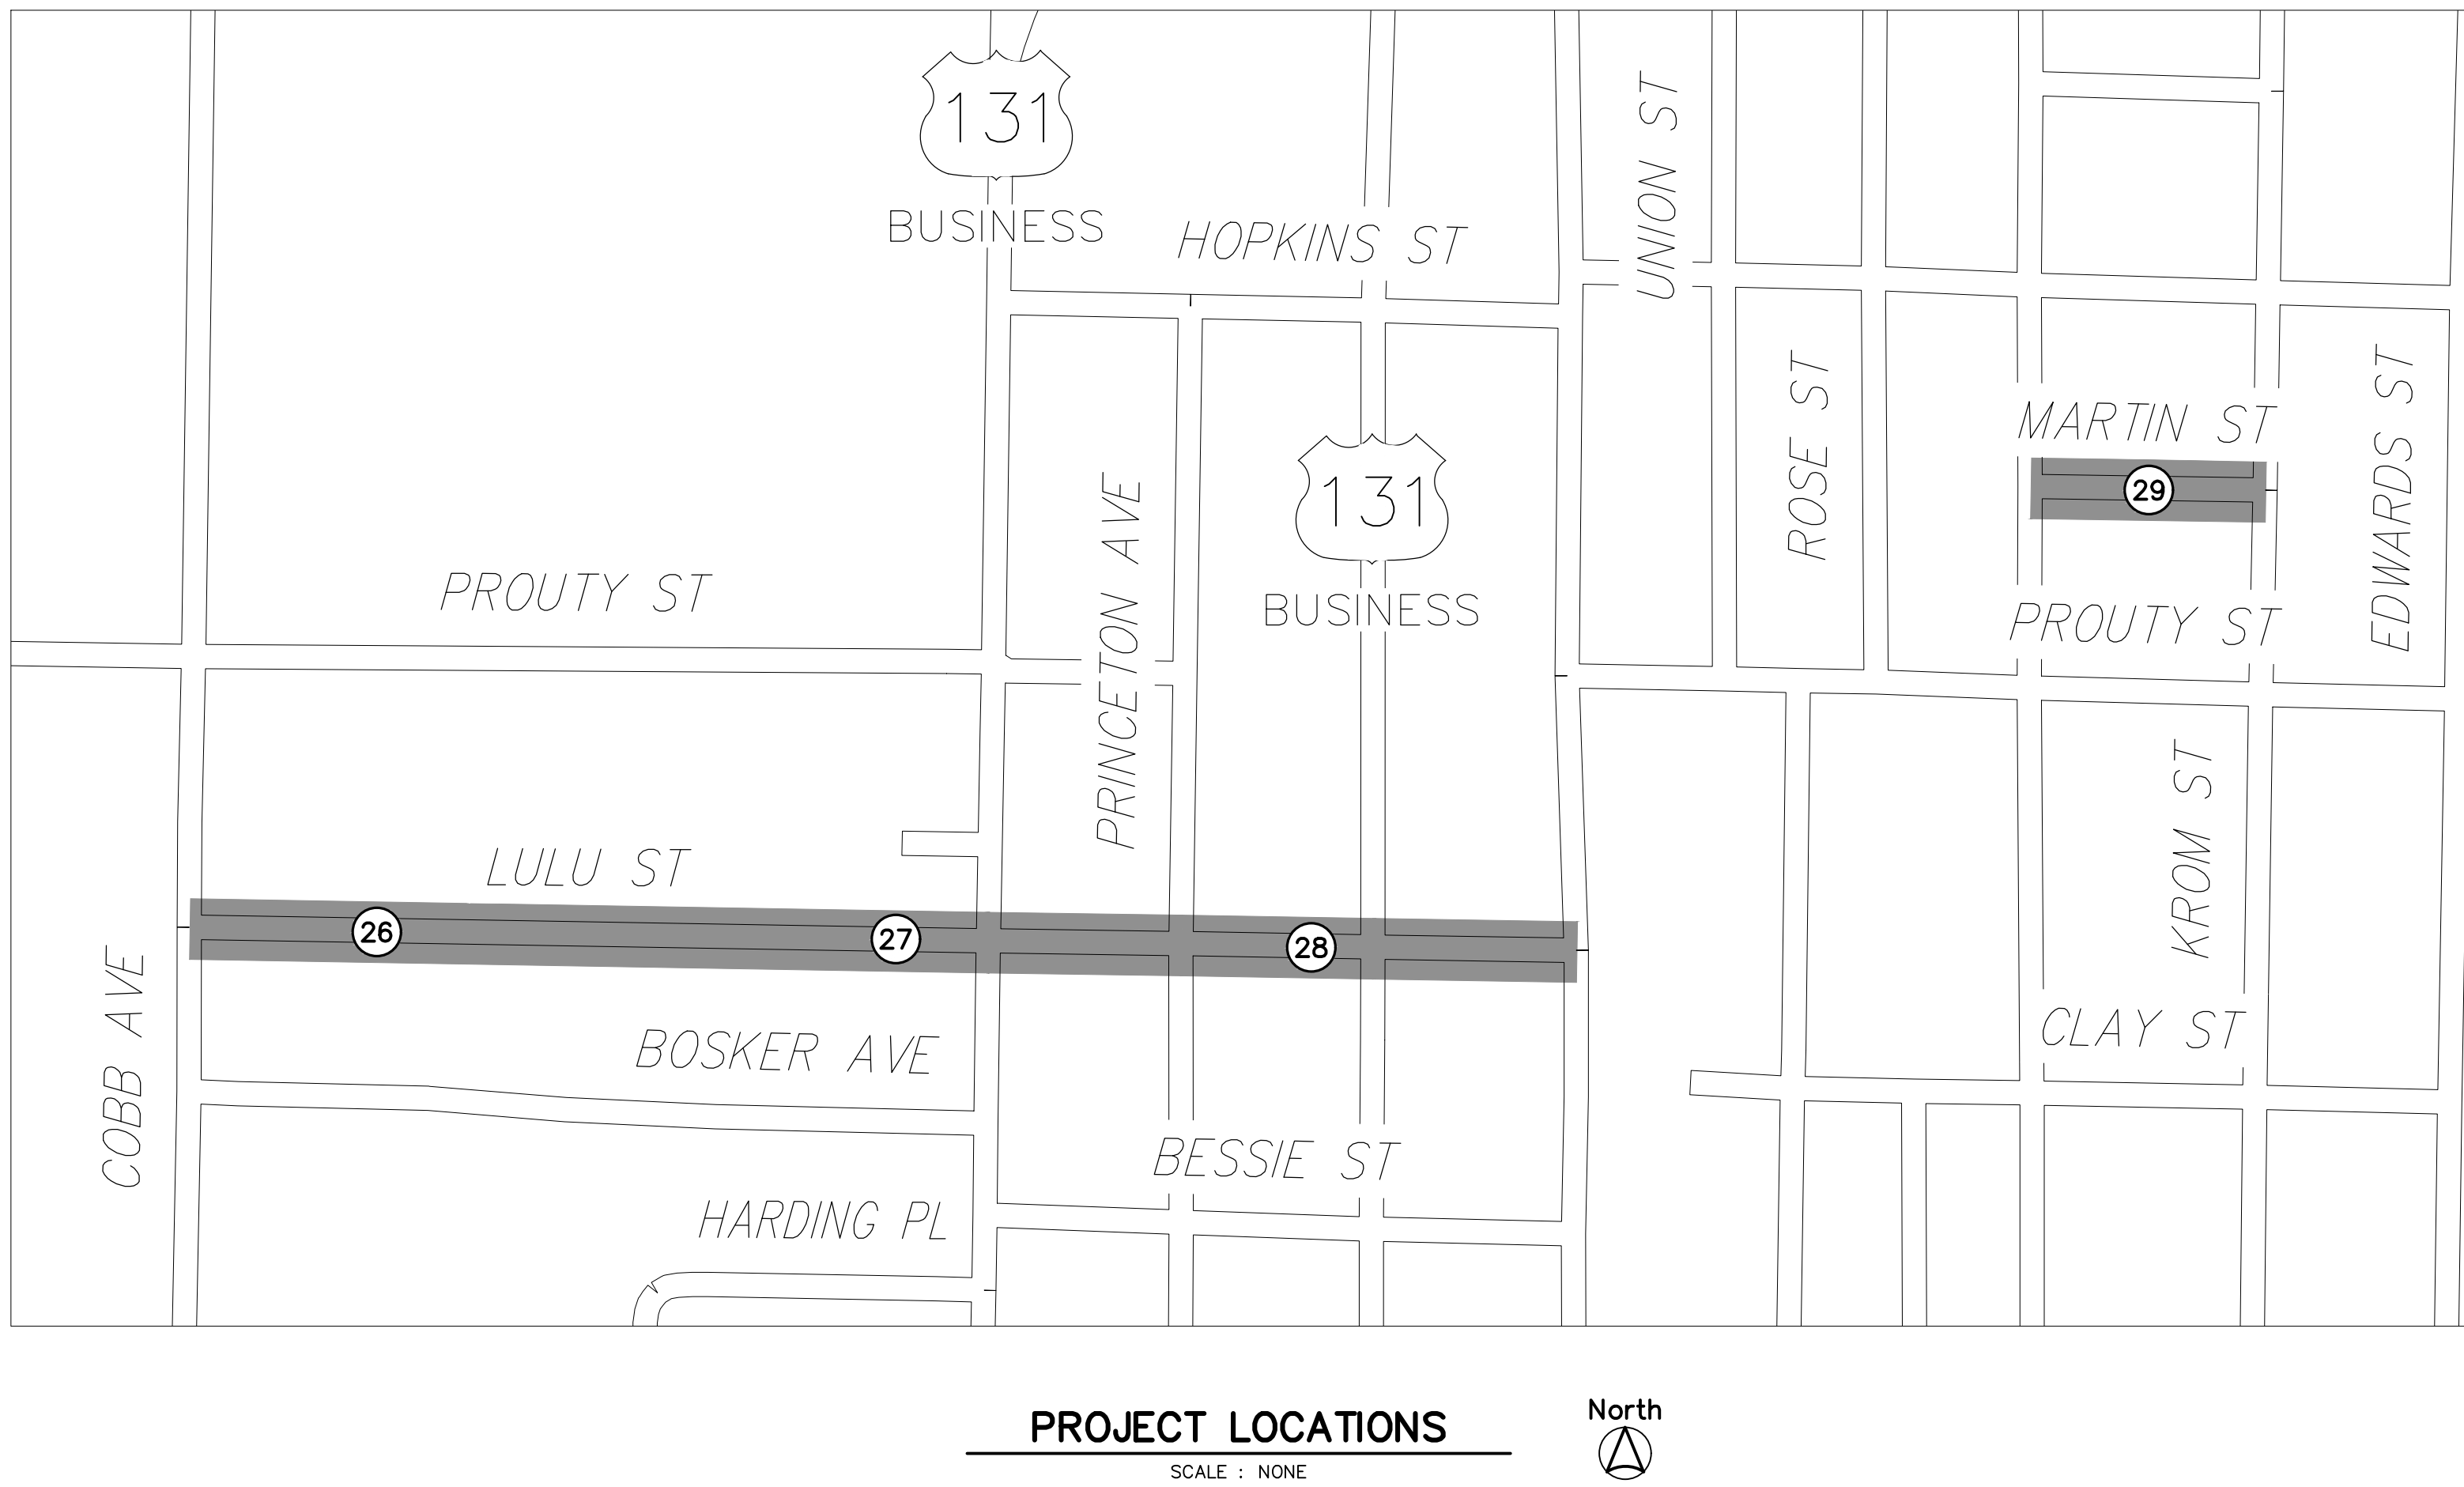 131
BUSINESS
HOPKINS ST
UNION ST
ROSE ST
MARTIN ST
29
EDWARDS ST
131
BUSINESS
PRINCETON AVE
PROUTY ST
PROUTY ST
KROM ST
LULU ST
26
27
28
COBB AVE
BOSKER AVE
CLAY ST
BESSIE ST
HARDING PL
PROJECT LOCATIONS
SCALE : NONE
North